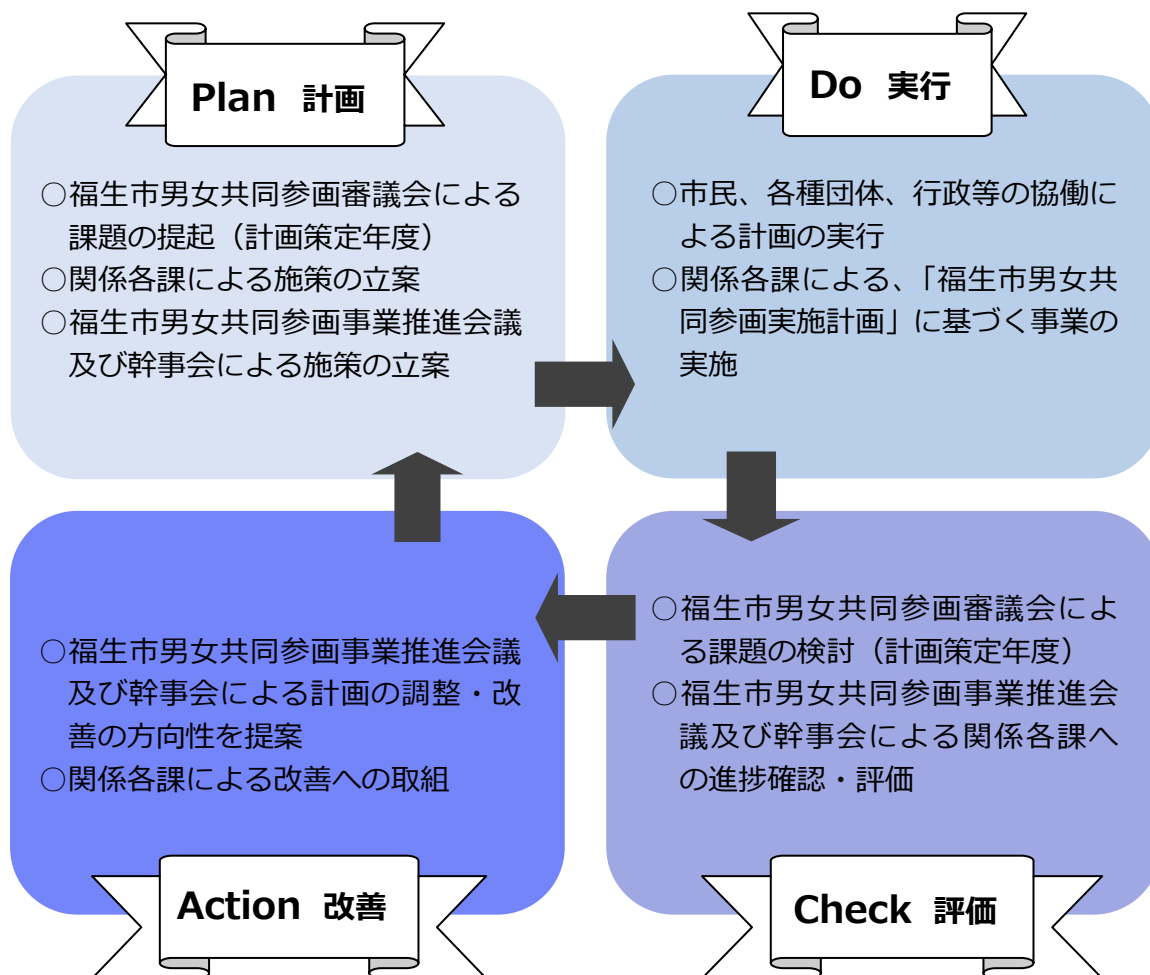 Plan 計画
○福生市男女共同参画審議会による
課題の提起（計画策定年度）
○関係各課による施策の立案
○福生市男女共同参画事業推進会議
及び幹事会による施策の立案
Do 実行
○市民、各種団体、行政等の協働に
よる計画の実行
○関係各課による、「福生市男女共
同参画実施計画」に基づく事業の
実施
○福生市男女共同参画審議会によ
る課題の検討（計画策定年度）
○福生市男女共同参画事業推進会
議及び幹事会による関係各課へ
の進捗確認・評価
Check 評価
○福生市男女共同参画事業推進会議
及び幹事会による計画の調整・改
善の方向性を提案
○関係各課による改善への取組
Action 改善